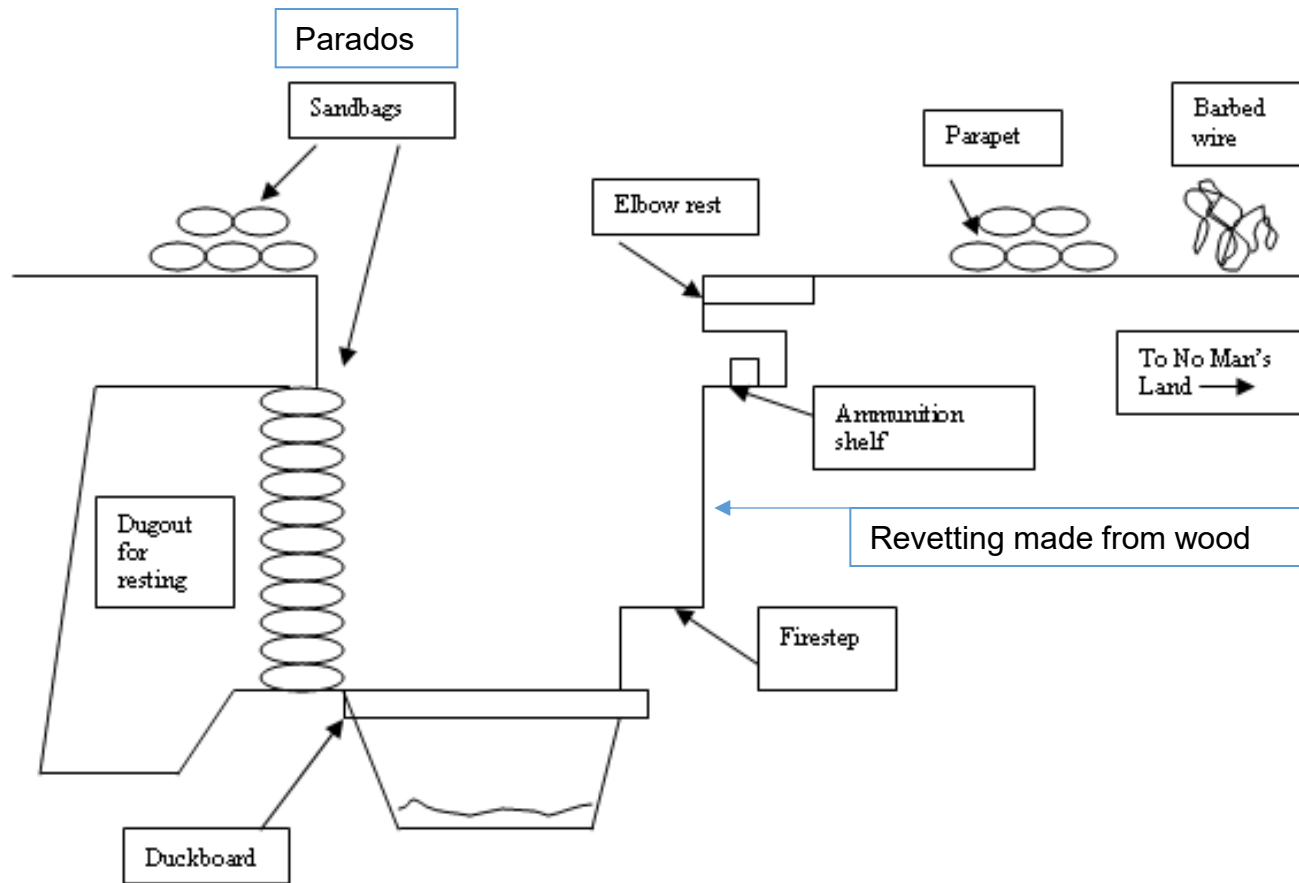 Parados
Sandbags
Parapet
Barbed
wire
Elbow rest
To No Man's
Land
Ammunition
shelf
Dugout
for
resting
Revetting made from wood
Firestep
Duckboard